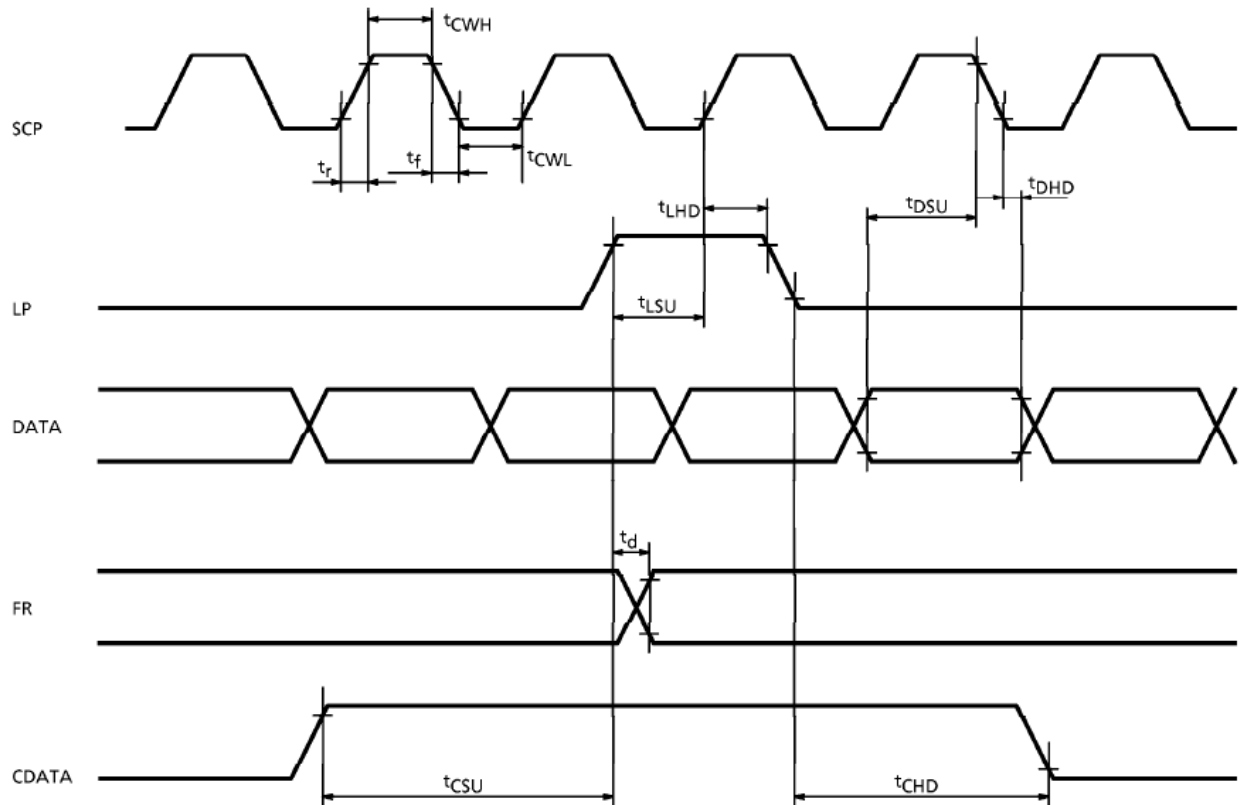 tCWH
SCP
tr
tf
tCWL
tLHD
tDSU
tDHD
LP
tLSU
DATA
td
FR
CDATA
tCSU
tCHD